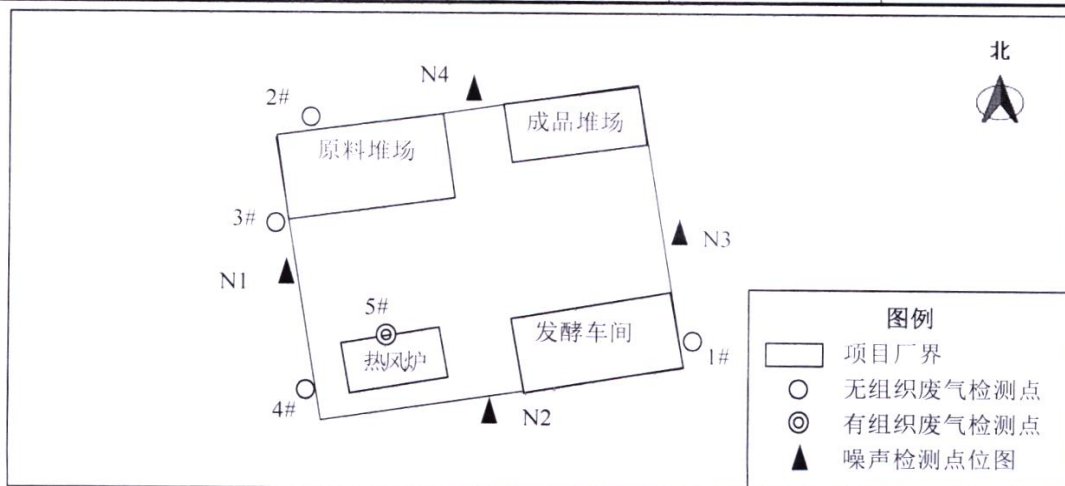 北
N4
2#
成品堆场
原料堆场
3#
N3
N1
5#
发酵车间
热风炉
1#
4#
N2
图例
项目厂界
无组织废气检测点
有组织废气检测点
噪声检测点位图